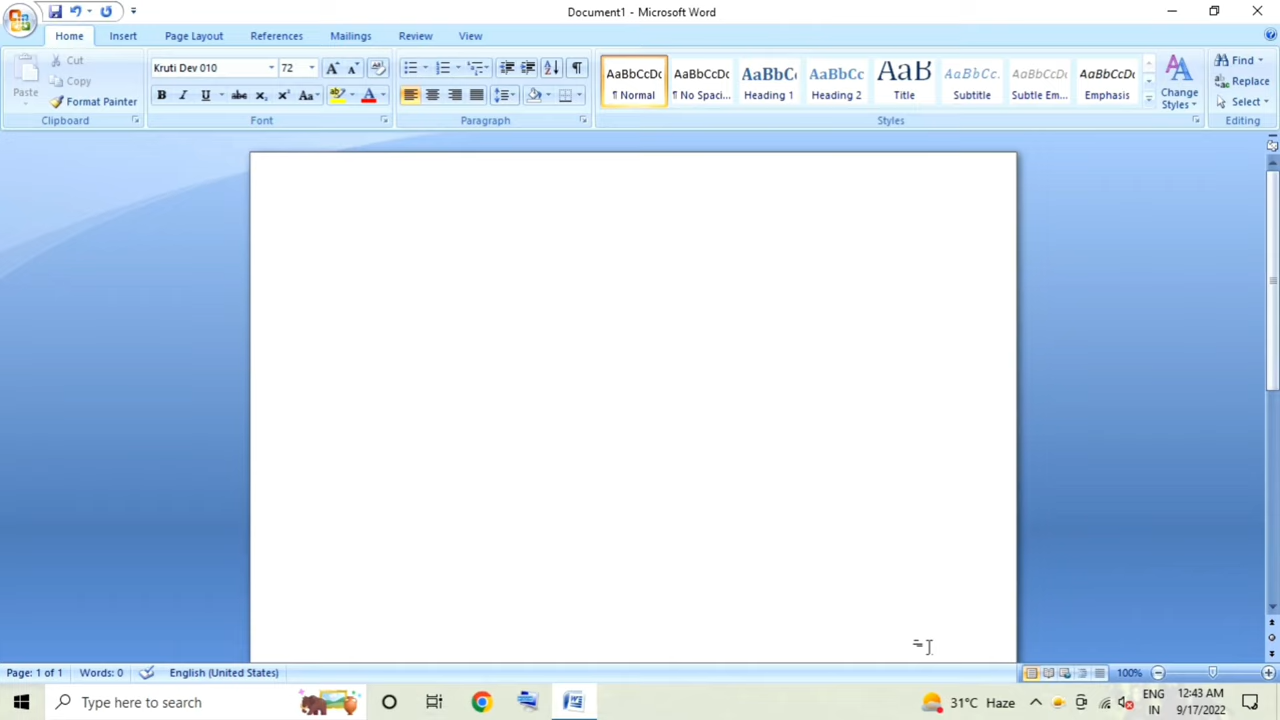 Document1 - Microsoft Word
Home Insert Page Layout References Mailings Review View
Paste Cut Copy Format Painter Clipboard
Kruti Dev 010 72 Font
Paragraph
AaBbCcDc ¶ Normal
AaBbCcDc ¶ No Spaci...
AaBbCc Heading 1
AaBbCc Heading 2
AaB Title
AaBbCc. Subtitle
AaBbCcDc Subtle Em...
AaBbCcDc Emphasis
Change Styles
Styles
Find Replace Select Editing
Page: 1 of 1 Words: 0 English (United States) 100%
Type here to search 31°C Haze ENG IN 12:43 AM 9/17/2022